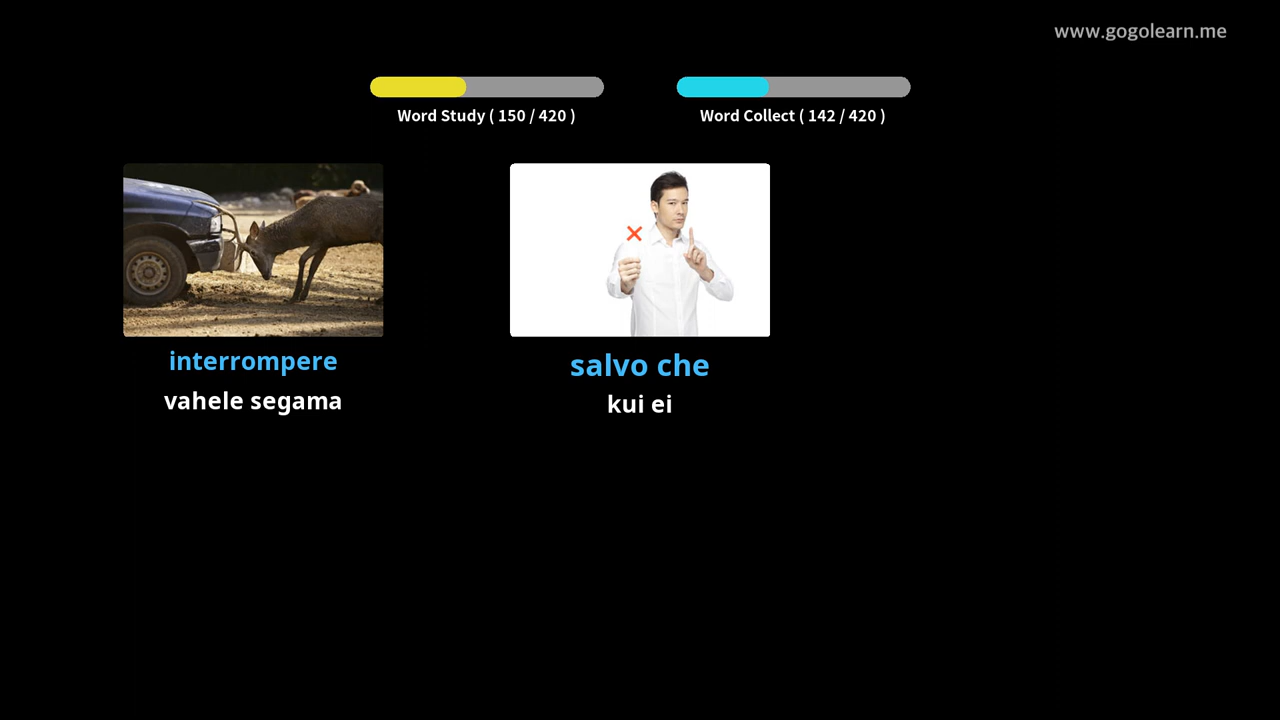 www.gogolearn.me
Word Study ( 150 / 420 )
Word Collect ( 142 / 420 )
interrompere
vahele segama
salvo che
kui ei